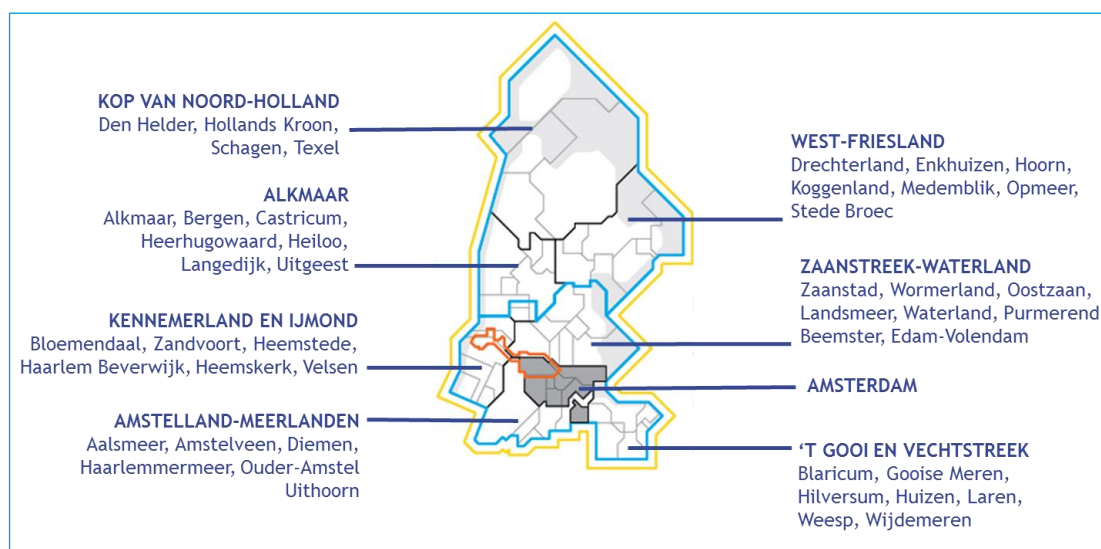 KOP VAN NOORD-HOLLAND
Den Helder, Hollands Kroon,
Schagen, Texel
ALKMAAR
Alkmaar, Bergen, Castricum,
Heerhugowaard, Heiloo,
Langedijk, Uitgeest
KENNEMERLAND EN IJMOND
Bloemendaal, Zandvoort, Heemstede,
Haarlem Beverwijk, Heemskerk, Velsen
AMSTELLAND-MEERLANDEN
Aalsmeer, Amstelveen, Diemen,
Haarlemmermeer, Ouder-Amstel
Uithoorn
WEST-FRIESLAND
Drechterland, Enkhuizen, Hoorn,
Koggenland, Medemblik, Opmeer,
Stede Broec
ZAANSTREEK-WATERLAND
Zaanstad, Wormerland, Oostzaan,
Landsmeer, Waterland, Purmerend
Beemster, Edam-Volendam
AMSTERDAM
‘T GOOI EN VECHTSTREEK
Blaricum, Gooise Meren,
Hilversum, Huizen, Laren,
Weesp, Wijdemeren